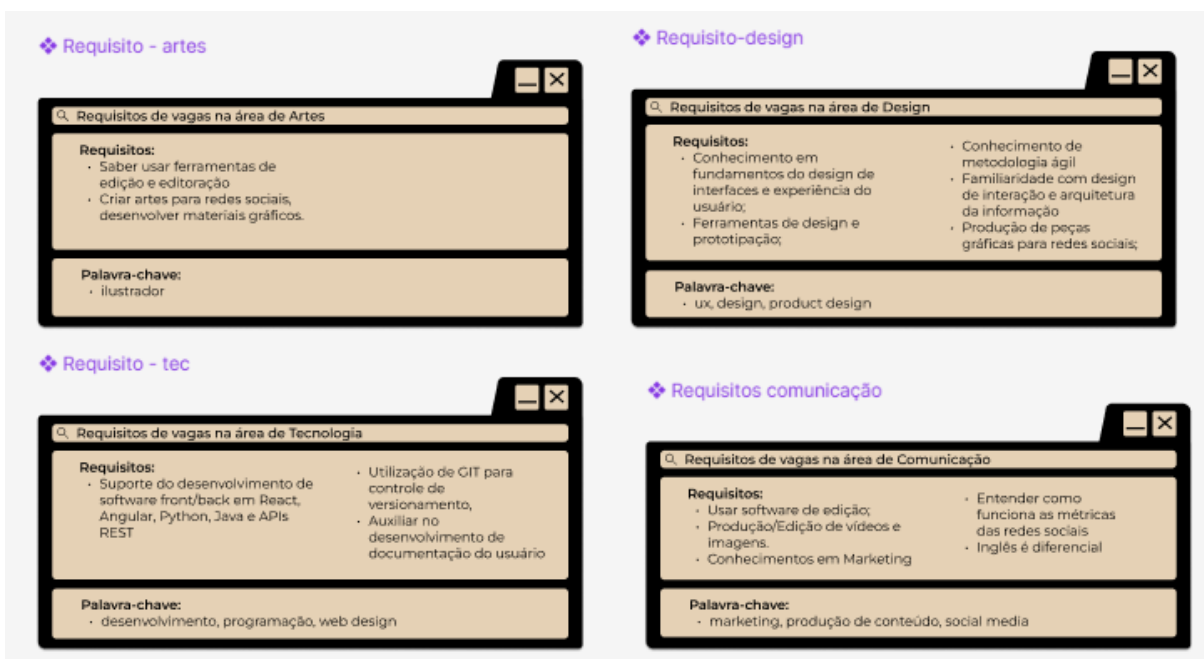 Requisito - artes
Requisitos de vagas na área de Artes
Requisitos:
· Saber usar ferramentas de
edição e editoração
· Criar artes para redes sociais,
desenvolver materiais gráficos.
Palavra-chave:
· ilustrador
Requisito-design
Requisitos de vagas na área de Design
Requisitos:
· Conhecimento em
fundamentos do design de
interfaces e experiência do
usuário;
· Ferramentas de design e
prototipação;
· Conhecimento de
metodologia ágil
· Familiaridade com design
de interação e arquitetura
da informação
· Produção de peças
gráficas para redes sociais;
Palavra-chave:
· ux, design, product design
Requisito - tec
Requisitos de vagas na área de Tecnologia
Requisitos:
· Suporte do desenvolvimento de
software front/back em React,
Angular, Python, Java e APIs
REST
· Utilização de GIT para
controle de
versionamento,
· Auxiliar no
desenvolvimento de
documentação do usuário
Palavra-chave:
· desenvolvimento, programação, web design
Requisitos comunicação
Requisitos de vagas na área de Comunicação
Requisitos:
· Usar software de edição;
· Produção/Edição de vídeos e
imagens.
· Conhecimentos em Marketing
· Entender como
funciona as métricas
das redes sociais
· Inglês é diferencial
Palavra-chave:
· marketing, produção de conteúdo, social media